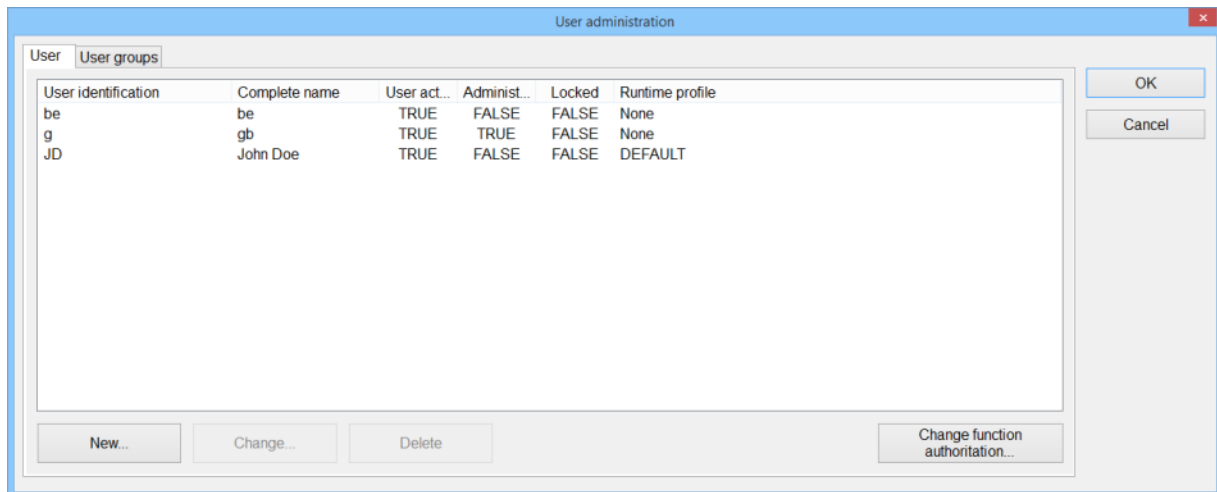 User administration
User User groups
User identification Complete name User act... Administ... Locked Runtime profile
be be TRUE FALSE FALSE None
g gb TRUE TRUE FALSE None
JD John Doe TRUE FALSE FALSE DEFAULT
OK
Cancel
New... Change... Delete
Change function
authoritation...